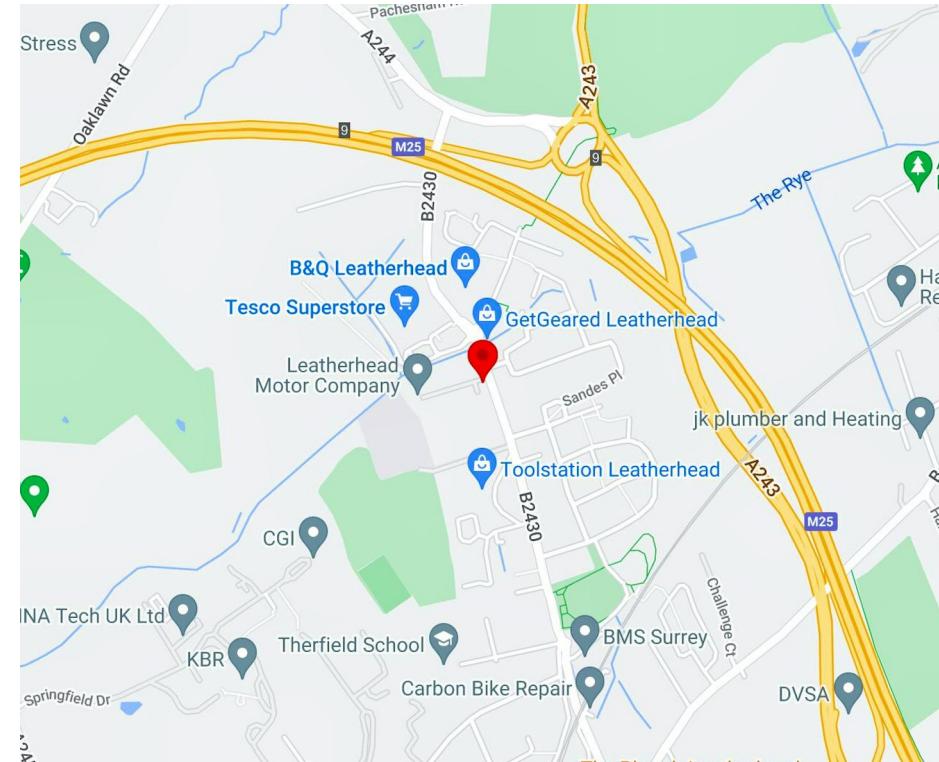 Pachesham
Stress
A244
A243
Oaklawn Rd
9
M25
9
The Rye
B2430
B&Q Leatherhead
Tesco Superstore
GetGeared Leatherhead
Leatherhead
Motor Company
Sandes Pl
jk plumber and Heating
Toolstation Leatherhead
A243
B2430
M25
CGI
Challenge Ct
INA Tech UK Ltd
Therfield School
BMS Surrey
KBR
Carbon Bike Repair
DVSA
Springfield Dr